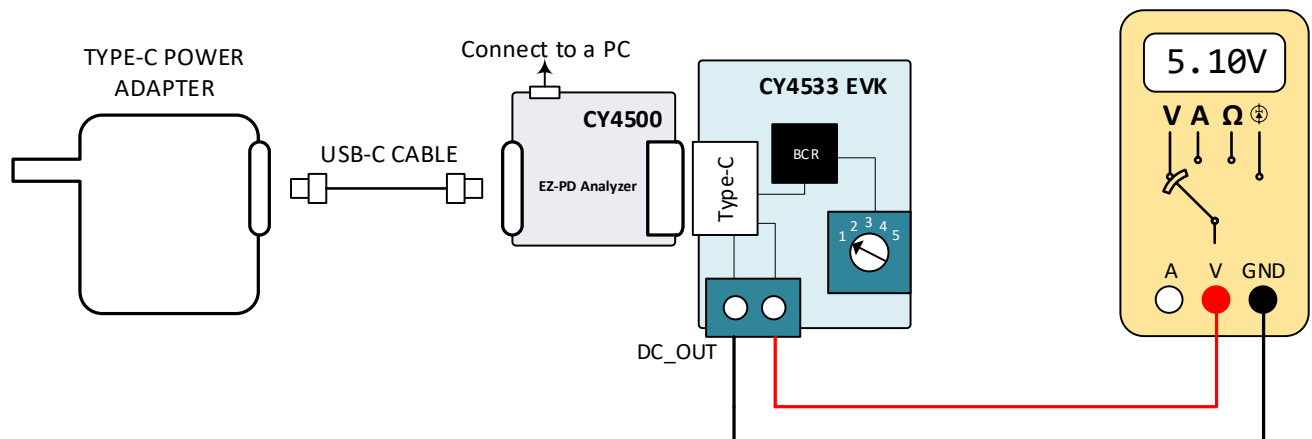 TYPE-C POWER
ADAPTER
USB-C CABLE
Connect to a PC
CY4500
EZ-PD Analyzer
CY4533 EVK
Type-C
BCR
1 2 3 4 5
DC_OUT
5.10V
V A Ω
A V GND